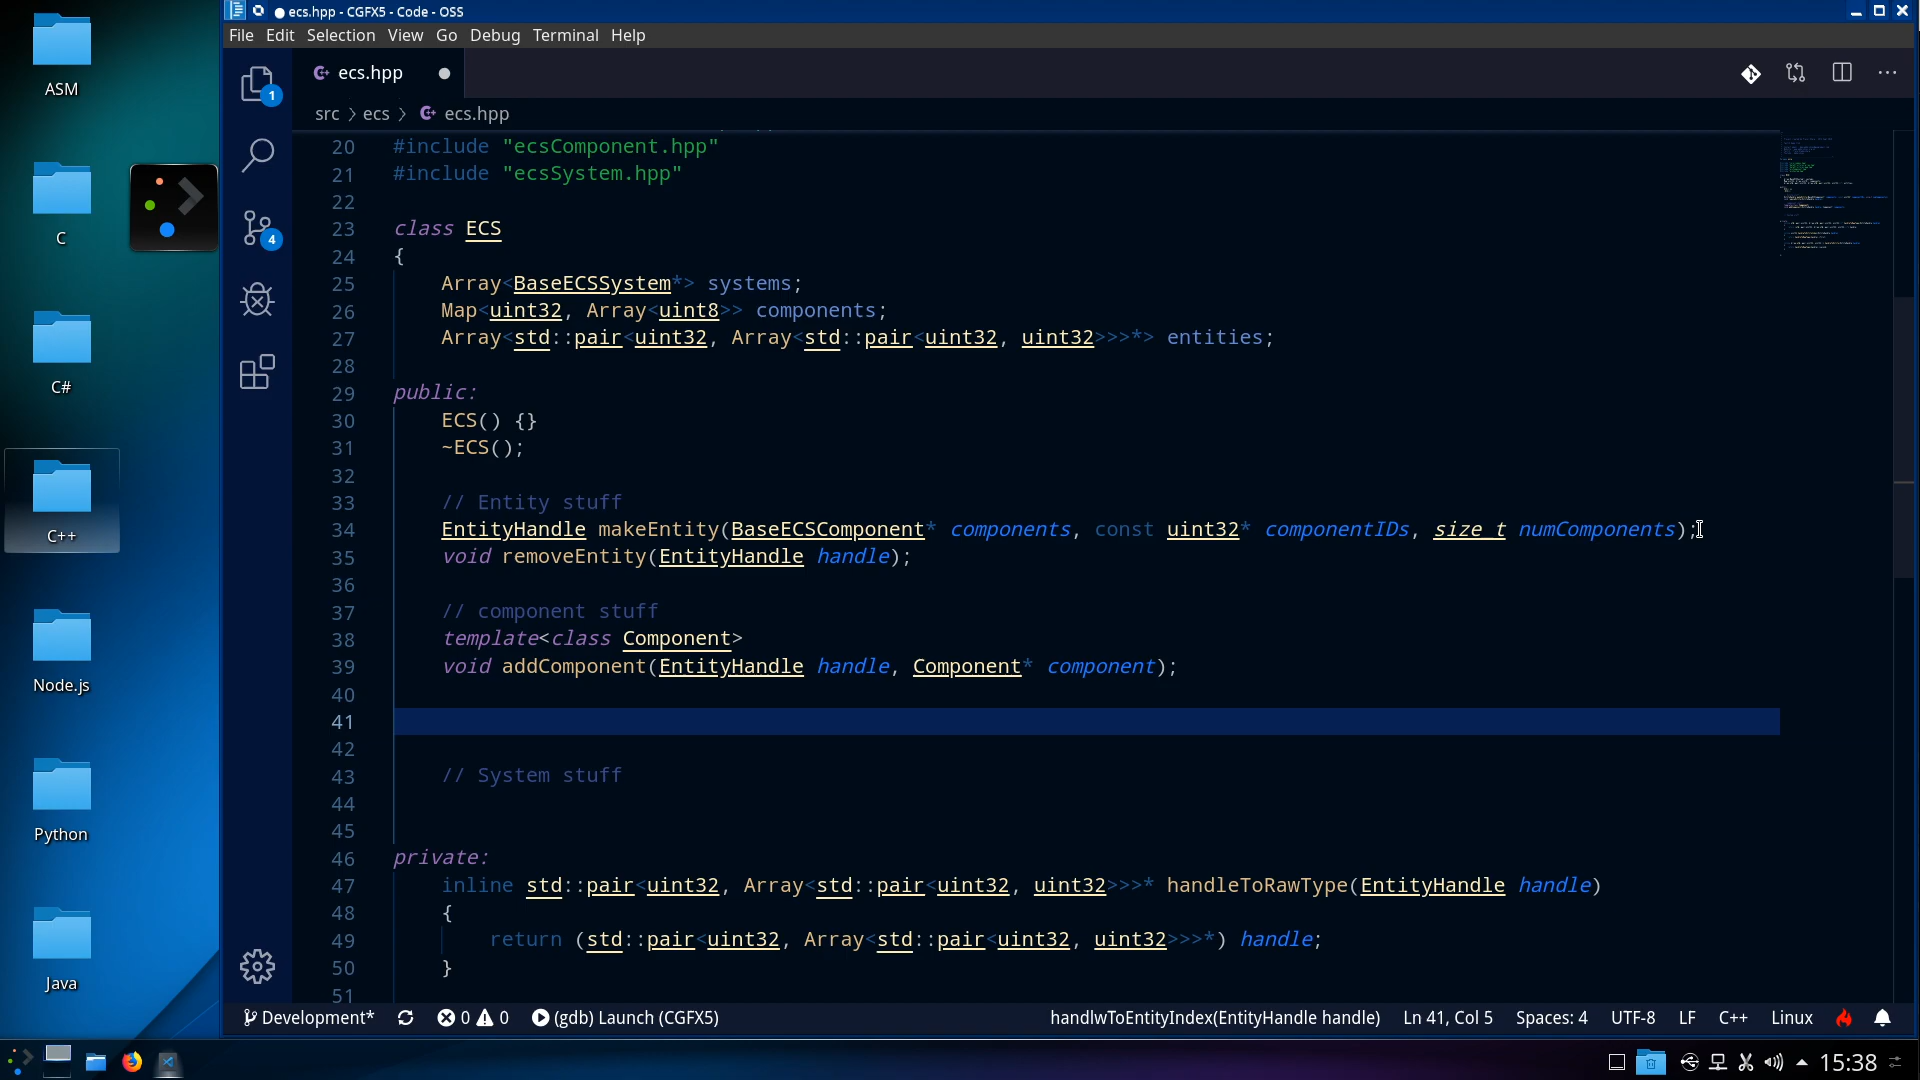 ASM
C
C#
C++
Node.js
Python
Java
ecs.hpp - CGFX5 - Code - OSS
File Edit Selection View Go Debug Terminal Help
1
4
ecs.hpp
src > ecs > ecs.hpp
20 #include "ecsComponent.hpp"
21 #include "ecsSystem.hpp"
22
23 class ECS
24 {
25 Array<BaseECSSystem*> systems;
26 Map<uint32, Array<uint8>> components;
27 Array<std::pair<uint32, Array<std::pair<uint32, uint32>>>*> entities;
28
29 public:
30 ECS() {}
31 ~ECS();
32
33 // Entity stuff
34 EntityHandle makeEntity(BaseECSComponent* components, const uint32* componentIDs, size_t numComponents);
35 void removeEntity(EntityHandle handle);
36
37 // component stuff
38 template<class Component>
39 void addComponent(EntityHandle handle, Component* component);
40
41
42
43 // System stuff
44
45
46 private:
47 inline std::pair<uint32, Array<std::pair<uint32, uint32>>>* handleToRawType(EntityHandle handle)
48 {
49 return (std::pair<uint32, Array<std::pair<uint32, uint32>>>*) handle;
50 }
51
Development* 0 0 (gdb) Launch (CGFX5) handlwToEntityIndex(EntityHandle handle) Ln 41, Col 5 Spaces: 4 UTF-8 LF C++ Linux
15:38